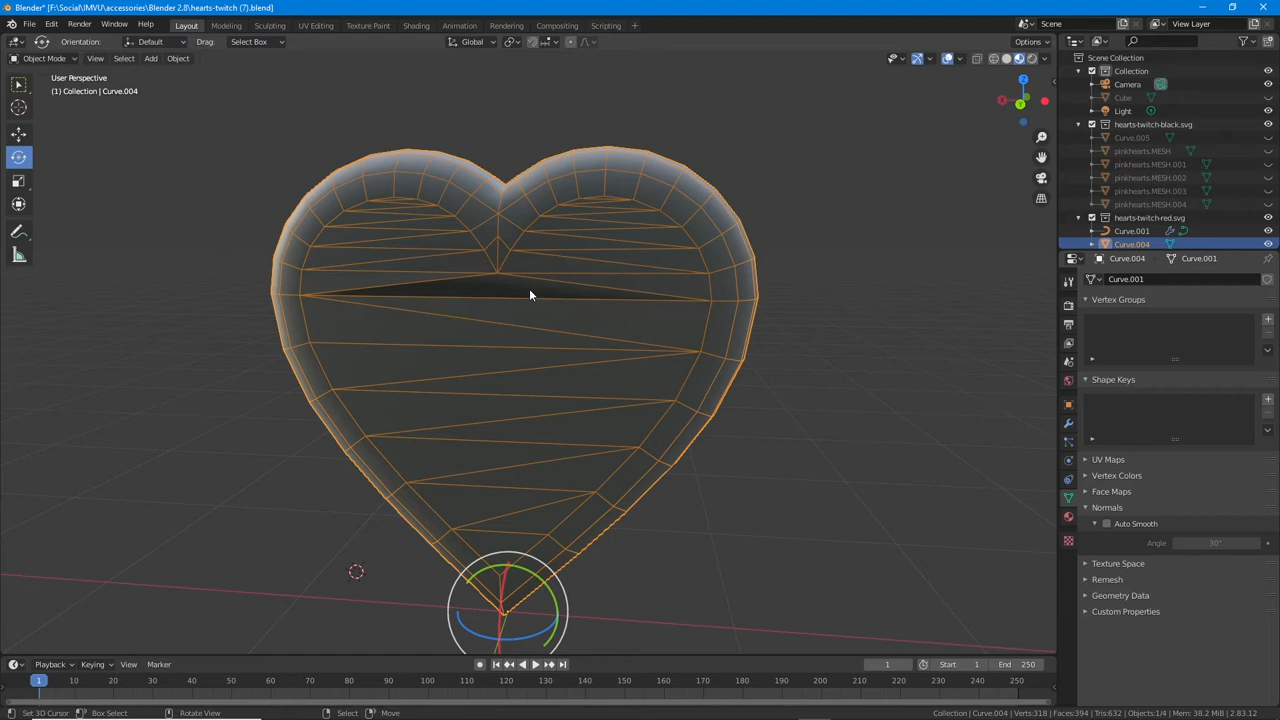 Blender* [F:\Social\IMVU\accessories\Blender 2.8\hearts-twitch (7).blend]
File Edit Render Window Help Layout Modeling Sculpting UV Editing Texture Paint Shading Animation Rendering Compositing Scripting + Scene View Layer
Orientation: Default Drag: Select Box Global Options
Object Mode View Select Add Object
User Perspective
(1) Collection | Curve.004
Z
X
Y
Scene Collection
Collection
Camera
Cube
Light
hearts-twitch-black.svg
Curve.005
pinkhearts.MESH
pinkhearts.MESH.001
pinkhearts.MESH.002
pinkhearts.MESH.003
pinkhearts.MESH.004
hearts-twitch-red.svg
Curve.001
Curve.004
Curve.004 Curve.001
Curve.001
Vertex Groups
Shape Keys
UV Maps
Vertex Colors
Face Maps
Normals
Auto Smooth
Angle 30°
Texture Space
Remesh
Geometry Data
Custom Properties
Playback Keying View Marker 1 Start 1 End 250
1 10 20 30 40 50 60 70 80 90 100 110 120 130 140 150 160 170 180 190 200 210 220 230 240 250
Set 3D Cursor Box Select Rotate View Select Move Collection | Curve.004 | Verts:318 | Faces:394 | Tris:632 | Objects:1/4 | Mem: 38.2 MiB | 2.83.12